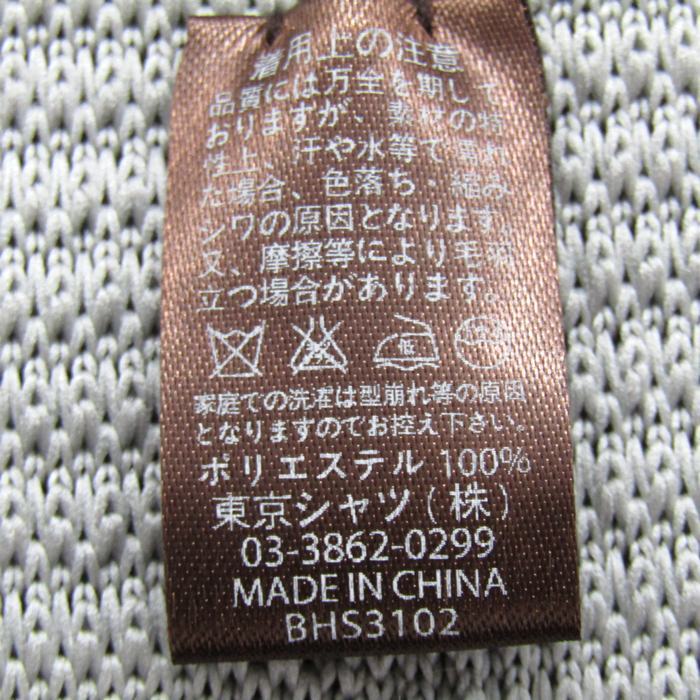 着用上の注意
品質には万全を期して
おりますが、素材の特
性上、汗や水等で濡れ
た場合、色落ち・縮み
シワの原因となります。
又、摩擦等により毛羽
立つ場合があります。
低
家庭での洗濯は型崩れ等の原因
となりますのでお控え下さい。
ポリエステル 100%
東京シャツ(株)
03-3862-0299
MADE IN CHINA
BHS3102